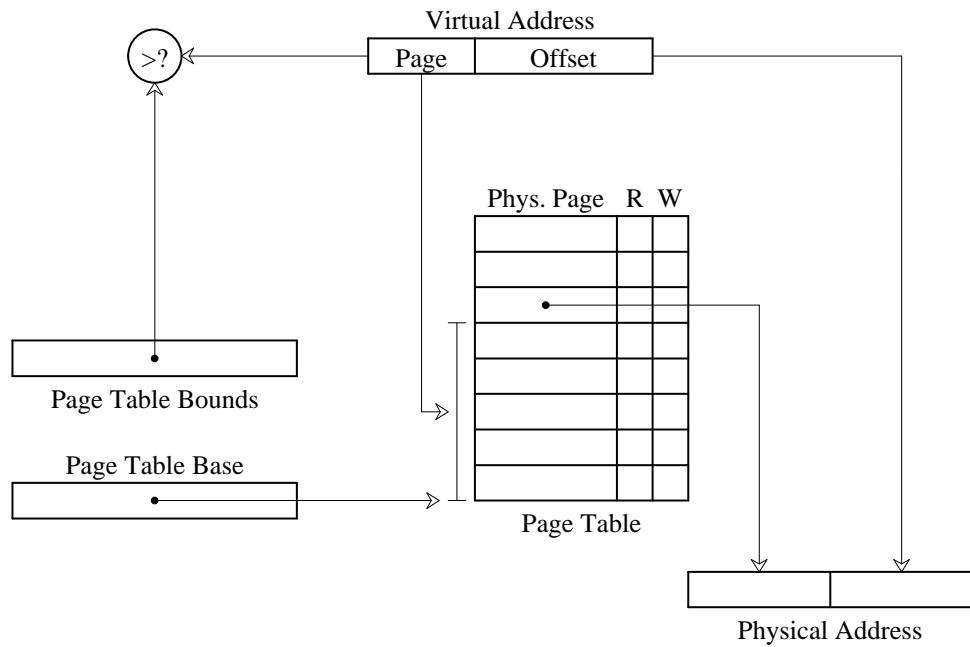 Virtual Address
>?
Page
Offset
Phys. Page
R
W
Page Table Bounds
Page Table Base
Page Table
Physical Address